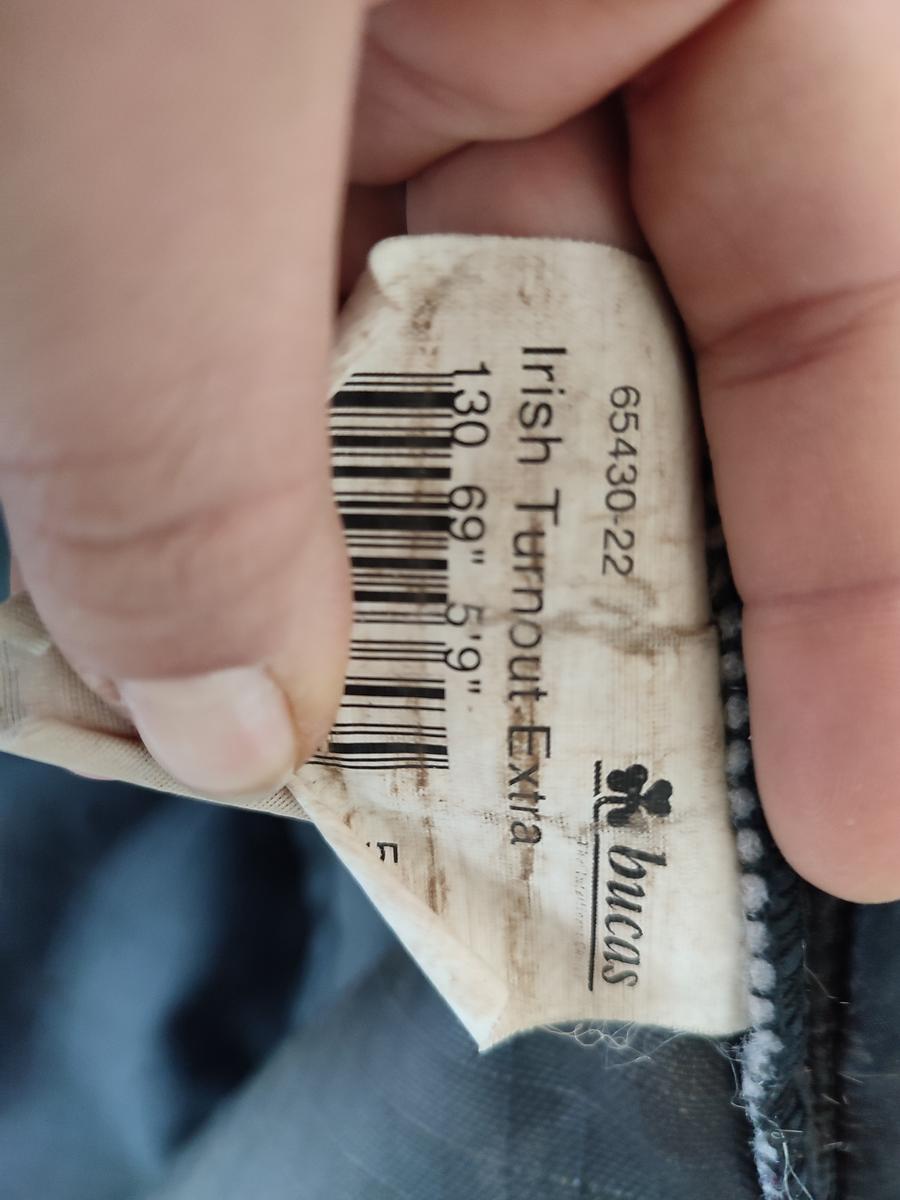 65430-22
bucas
Irish Turnout Extra
130 69" 5'9"